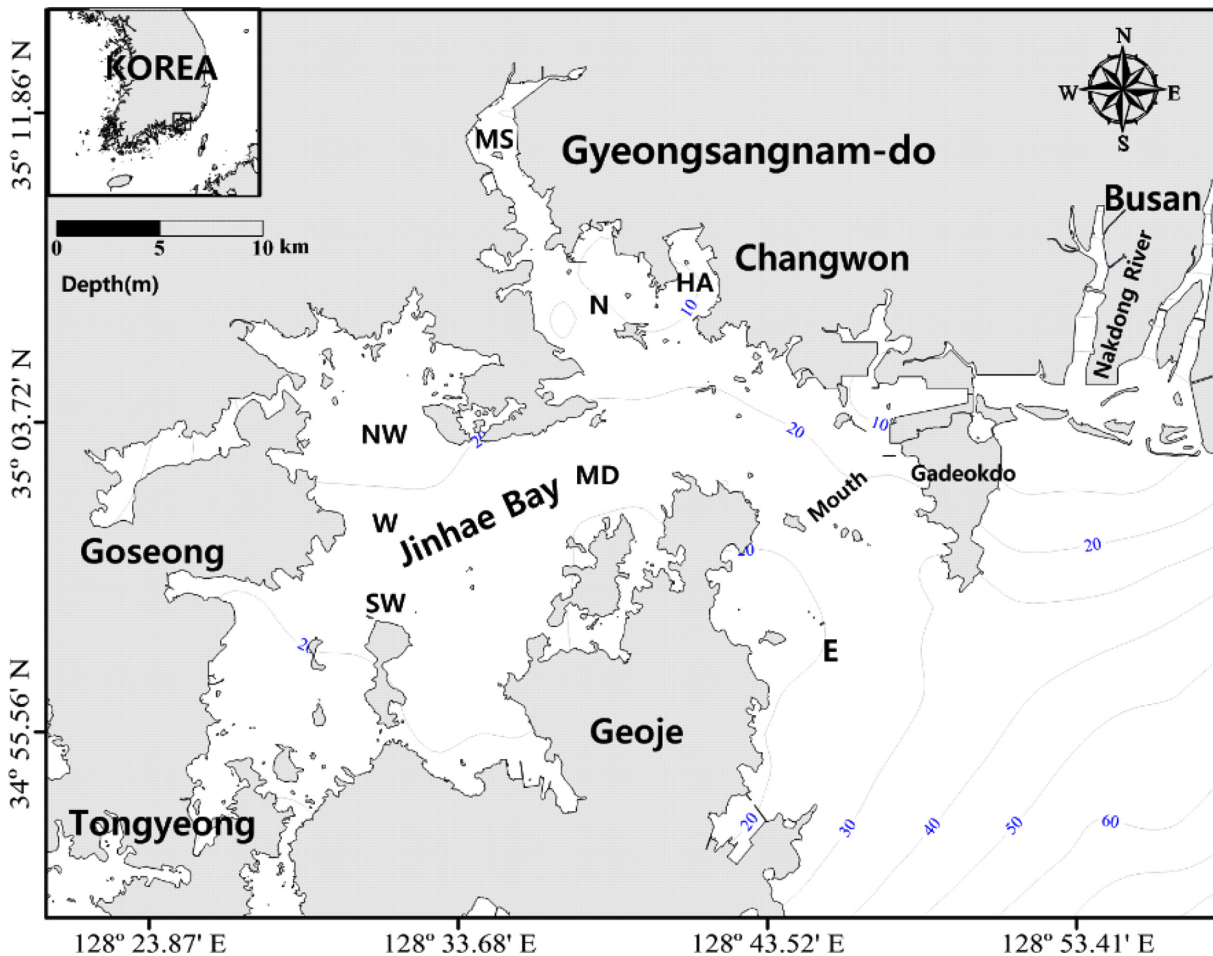 KOREA
N
W E
S
35° 11.86' N
MS
Gyeongsangnam-do
Busan
0 5 10 km
Depth(m)
Changwon
HA
N
10
Nakdong River
35° 03.72' N
NW
20
20
10
MD
Gadeokdo
Mouth
W
Jinhae Bay
Goseong
20
20
SW
20
E
34° 55.56' N
Geoje
Tongyeong
20
30
40
50
60
128° 23.87' E
128° 33.68' E
128° 43.52' E
128° 53.41' E